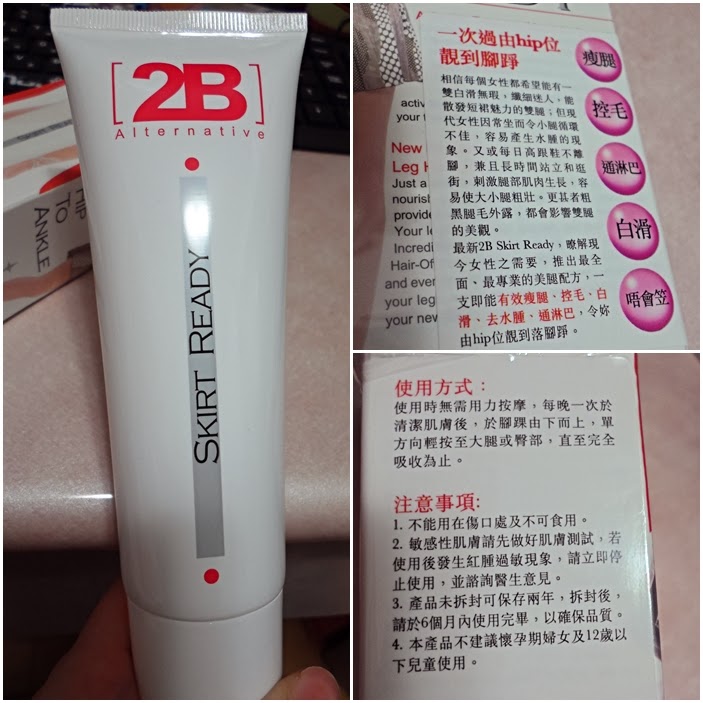 [2B]
Alternative
SKIRT READY
HIP
TO
ANKLE
activ
your
New
Leg H
Just a
nourish
provide
Your le
Incredi
Hair-Of
and ever
your leg
your new
一次過由hip位
靚到腳踭
相信每個女性都希望能有一
雙白滑無瑕，纖細迷人，能
散發短裙魅力的雙腿；但現
代女性因常坐而令小腿循環
不佳，容易產生水腫的現
象。又或每日高跟鞋不離
腳，兼且長時間站立和逛
街，刺激腿部肌肉生長，容
易使大小腿粗壯。更甚者粗
黑腿毛外露，都會影響雙腿
的美觀。
最新2B Skirt Ready，瞭解現
今女性之需要，推出最全
面、最專業的美腿配方，一
支即能有效瘦腿、控毛、白
滑、去水腫、通淋巴，令妳
由hip位靚到落腳踭。
瘦腿
控毛
通淋巴
白滑
唔會笠
使用方式：
使用時無需用力按摩，每晚一次於
清潔肌膚後，於腳踝由下而上，單
方向輕按至大腿或臀部，直至完全
吸收為止。
注意事項:
1. 不能用在傷口處及不可食用。
2. 敏感性肌膚請先做好肌膚測試，若
使用後發生紅腫過敏現象，請立即停
止使用，並諮詢醫生意見。
3. 產品未拆封可保存兩年，拆封後，
請於6個月內使用完畢，以確保品質。
4. 本產品不建議懷孕期婦女及12歲以
下兒童使用。